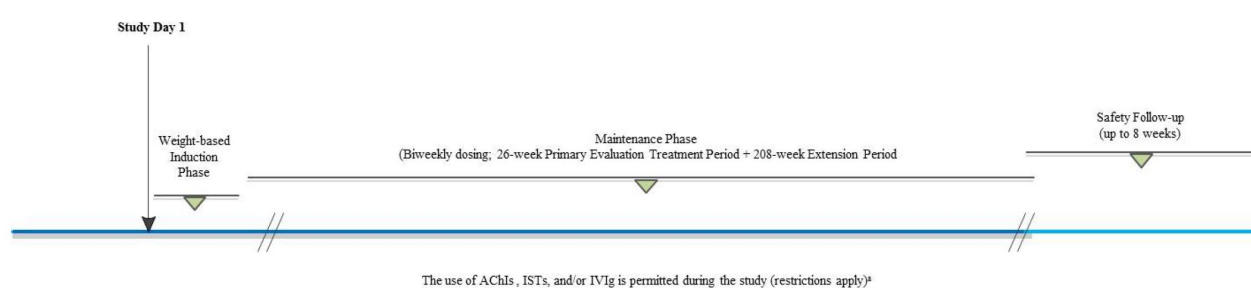 Study Day 1
Weight-based
Induction
Phase
Maintenance Phase
(Biweekly dosing; 26-week Primary Evaluation Treatment Period + 208-week Extension Period
Safety Follow-up
(up to 8 weeks)
The use of AChIs , ISTs, and/or IVIg is permitted during the study (restrictions apply)ᵃ